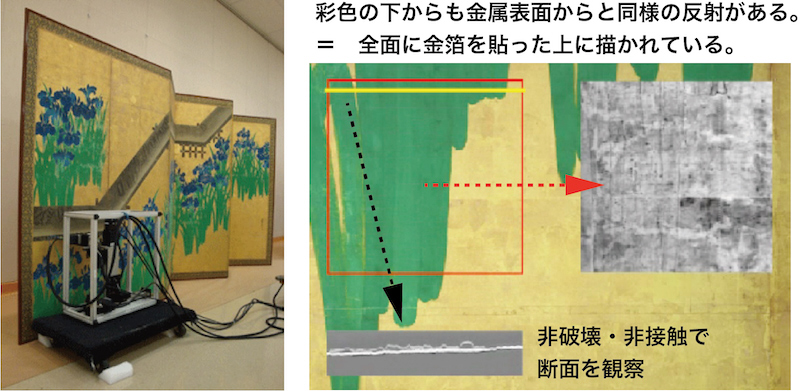 彩色の下からも金属表面からと同様の反射がある。
＝　全面に金箔を貼った上に描かれている。
非破壊・非接触で
断面を観察